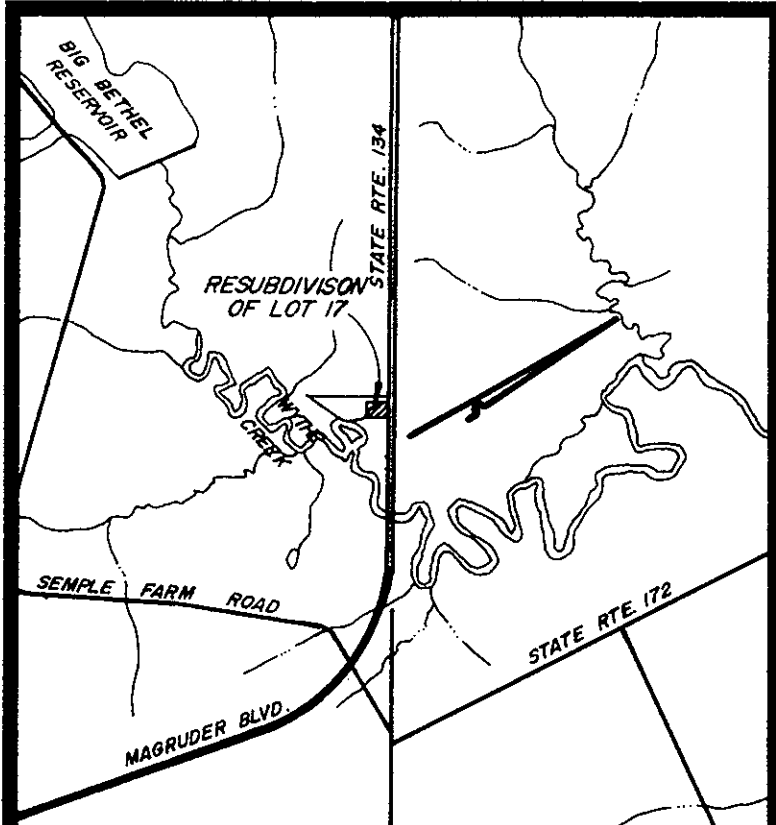 BIG BETHEL
RESERVOIR
STATE RTE. 134
RESUBDIVISON
OF LOT 17
WYTHE
CREEK
SEMPLE FARM ROAD
STATE RTE. 172
MAGRUDER BLVD.